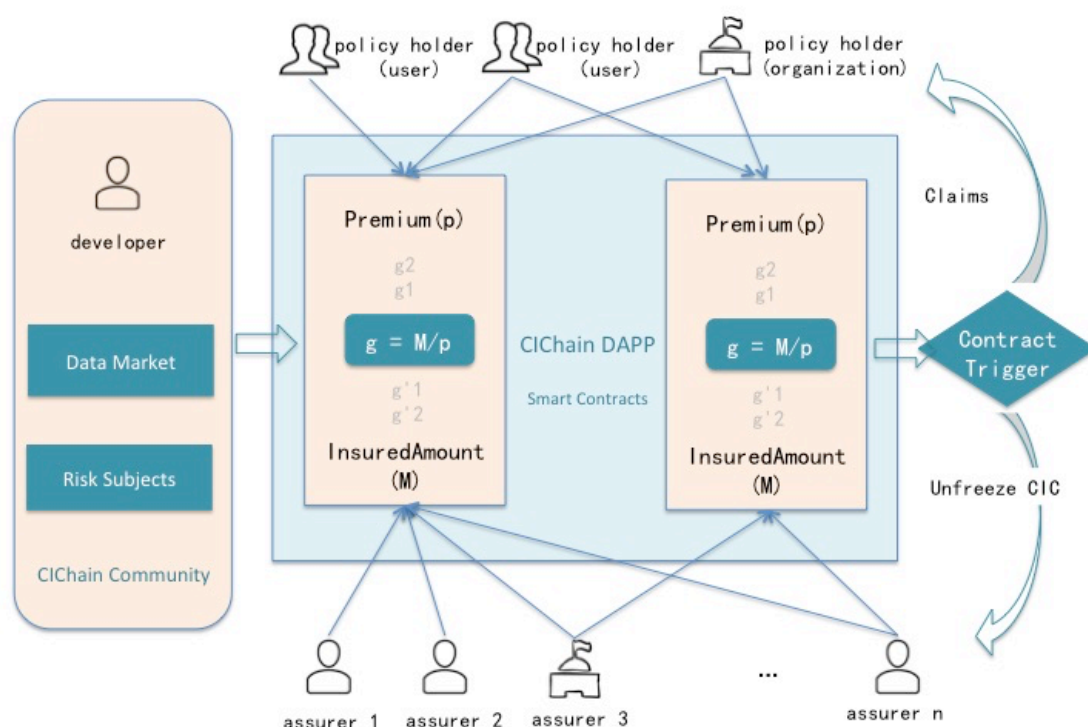 policy holder
(user)
policy holder
(user)
policy holder
(organization)
developer
Data Market
Risk Subjects
CIChain Community
Premium(p)
g2
g1
g = M/p
g'1
g'2
InsuredAmount
(M)
CIChain DAPP
Smart Contracts
Premium(p)
g2
g1
g = M/p
g'1
g'2
InsuredAmount
(M)
Claims
Contract
Trigger
Unfreeze CIC
assurer 1
assurer 2
assurer 3
...
assurer n